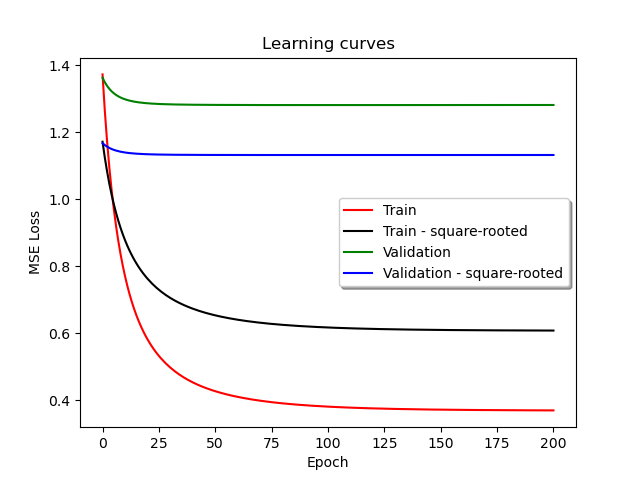 Learning curves
MSE Loss
1.4
1.2
1.0
0.8
0.6
0.4
Train
Train - square-rooted
Validation
Validation - square-rooted
0 25 50 75 100 125 150 175 200
Epoch